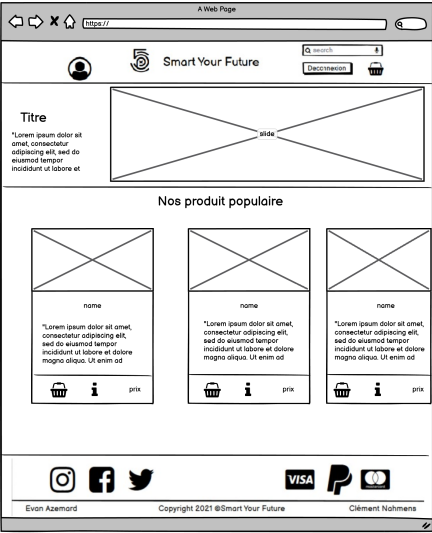 A Web Page
https://
Smart Your Future
search
Deconnexion
Titre
"Lorem ipsum dolor sit
amet, consectetur
adipiscing elit, sed do
eiusmod tempor
incididunt ut labore et
slide
Nos produit populaire
name
"Lorem ipsum dolor sit amet,
consectetur adipiscing elit,
sed do eiusmod tempor
incididunt ut labore et dolore
magna aliqua. Ut enim ad
prix
name
"Lorem ipsum dolor sit amet,
consectetur adipiscing elit,
sed do eiusmod tempor
incididunt ut labore et dolore
magna aliqua. Ut enim ad
prix
name
"Lorem ipsum dolor sit amet,
consectetur adipiscing elit,
sed do eiusmod tempor
incididunt ut labore et dolore
magna aliqua. Ut enim ad
prix
VISA
Evan Azemard
Copyright 2021 @Smart Your Future
Clément Nahmens